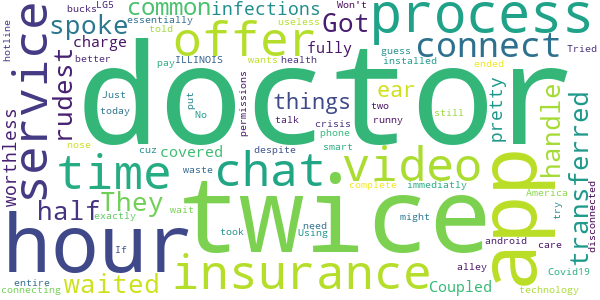 bucks LG5
hotline
service
Worthless
essentially
spoke
rudest
charge
better
common infections
told useless
offer
ILLINOIS
wants health
Got
fully
pay
Won't
process
connect
guess Tried
installed
ended
doctor
Just
today
put
No
permissions
things
talk crisis
phone
two
smart runny
ear
still
pretty
handle
transferred
disconnected
nose
time
cuz covered
despite
waste
chat
video
complete immediatly
app
America
exactly
half
They
wait
took
twice
need
Using
might
try
hour
If
waited
entire
connecting
insurance
android care
alley
Coupled
Covid19
technology